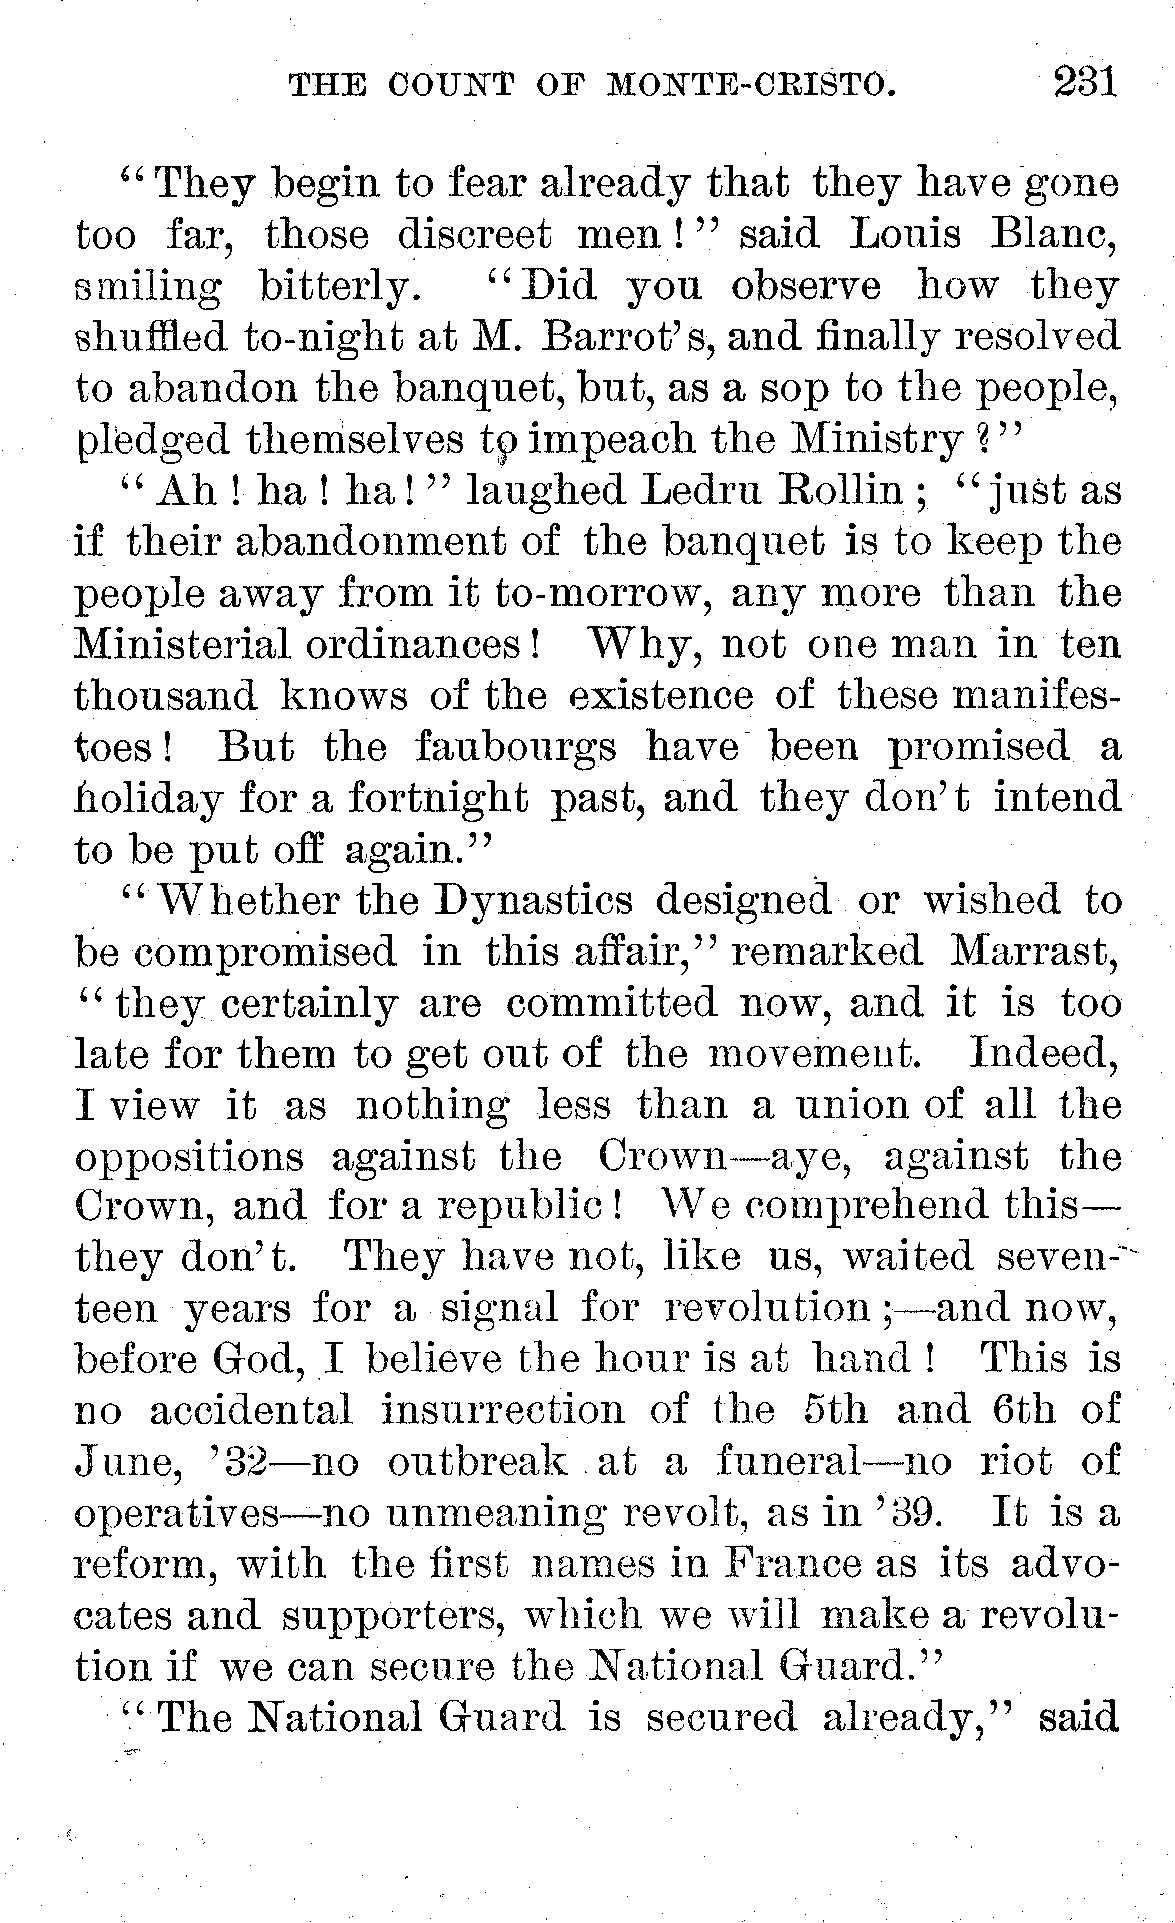 THE COUNT OF MONTE-CRISTO. 231
"They begin to fear already that they have gone
too far, those discreet men!" said Louis Blanc,
smiling bitterly. "Did you observe how they
shuffled to-night at M. Barrot's, and finally resolved
to abandon the banquet, but, as a sop to the people,
pledged themselves to impeach the Ministry?"
"Ah! ha! ha!" laughed Ledru Rollin; "just as
if their abandonment of the banquet is to keep the
people away from it to-morrow, any more than the
Ministerial ordinances! Why, not one man in ten
thousand knows of the existence of these manifes-
toes! But the faubourgs have been promised a
holiday for a fortnight past, and they don't intend
to be put off again."
"Whether the Dynastics designed or wished to
be compromised in this affair," remarked Marrast,
"they certainly are committed now, and it is too
late for them to get out of the movement. Indeed,
I view it as nothing less than a union of all the
oppositions against the Crown—aye, against the
Crown, and for a republic! We comprehend this—
they don't. They have not, like us, waited seven-
teen years for a signal for revolution;—and now,
before God, I believe the hour is at hand! This is
no accidental insurrection of the 5th and 6th of
June, '32—no outbreak at a funeral—no riot of
operatives—no unmeaning revolt, as in '39. It is a
reform, with the first names in France as its advo-
cates and supporters, which we will make a revolu-
tion if we can secure the National Guard."
"The National Guard is secured already," said